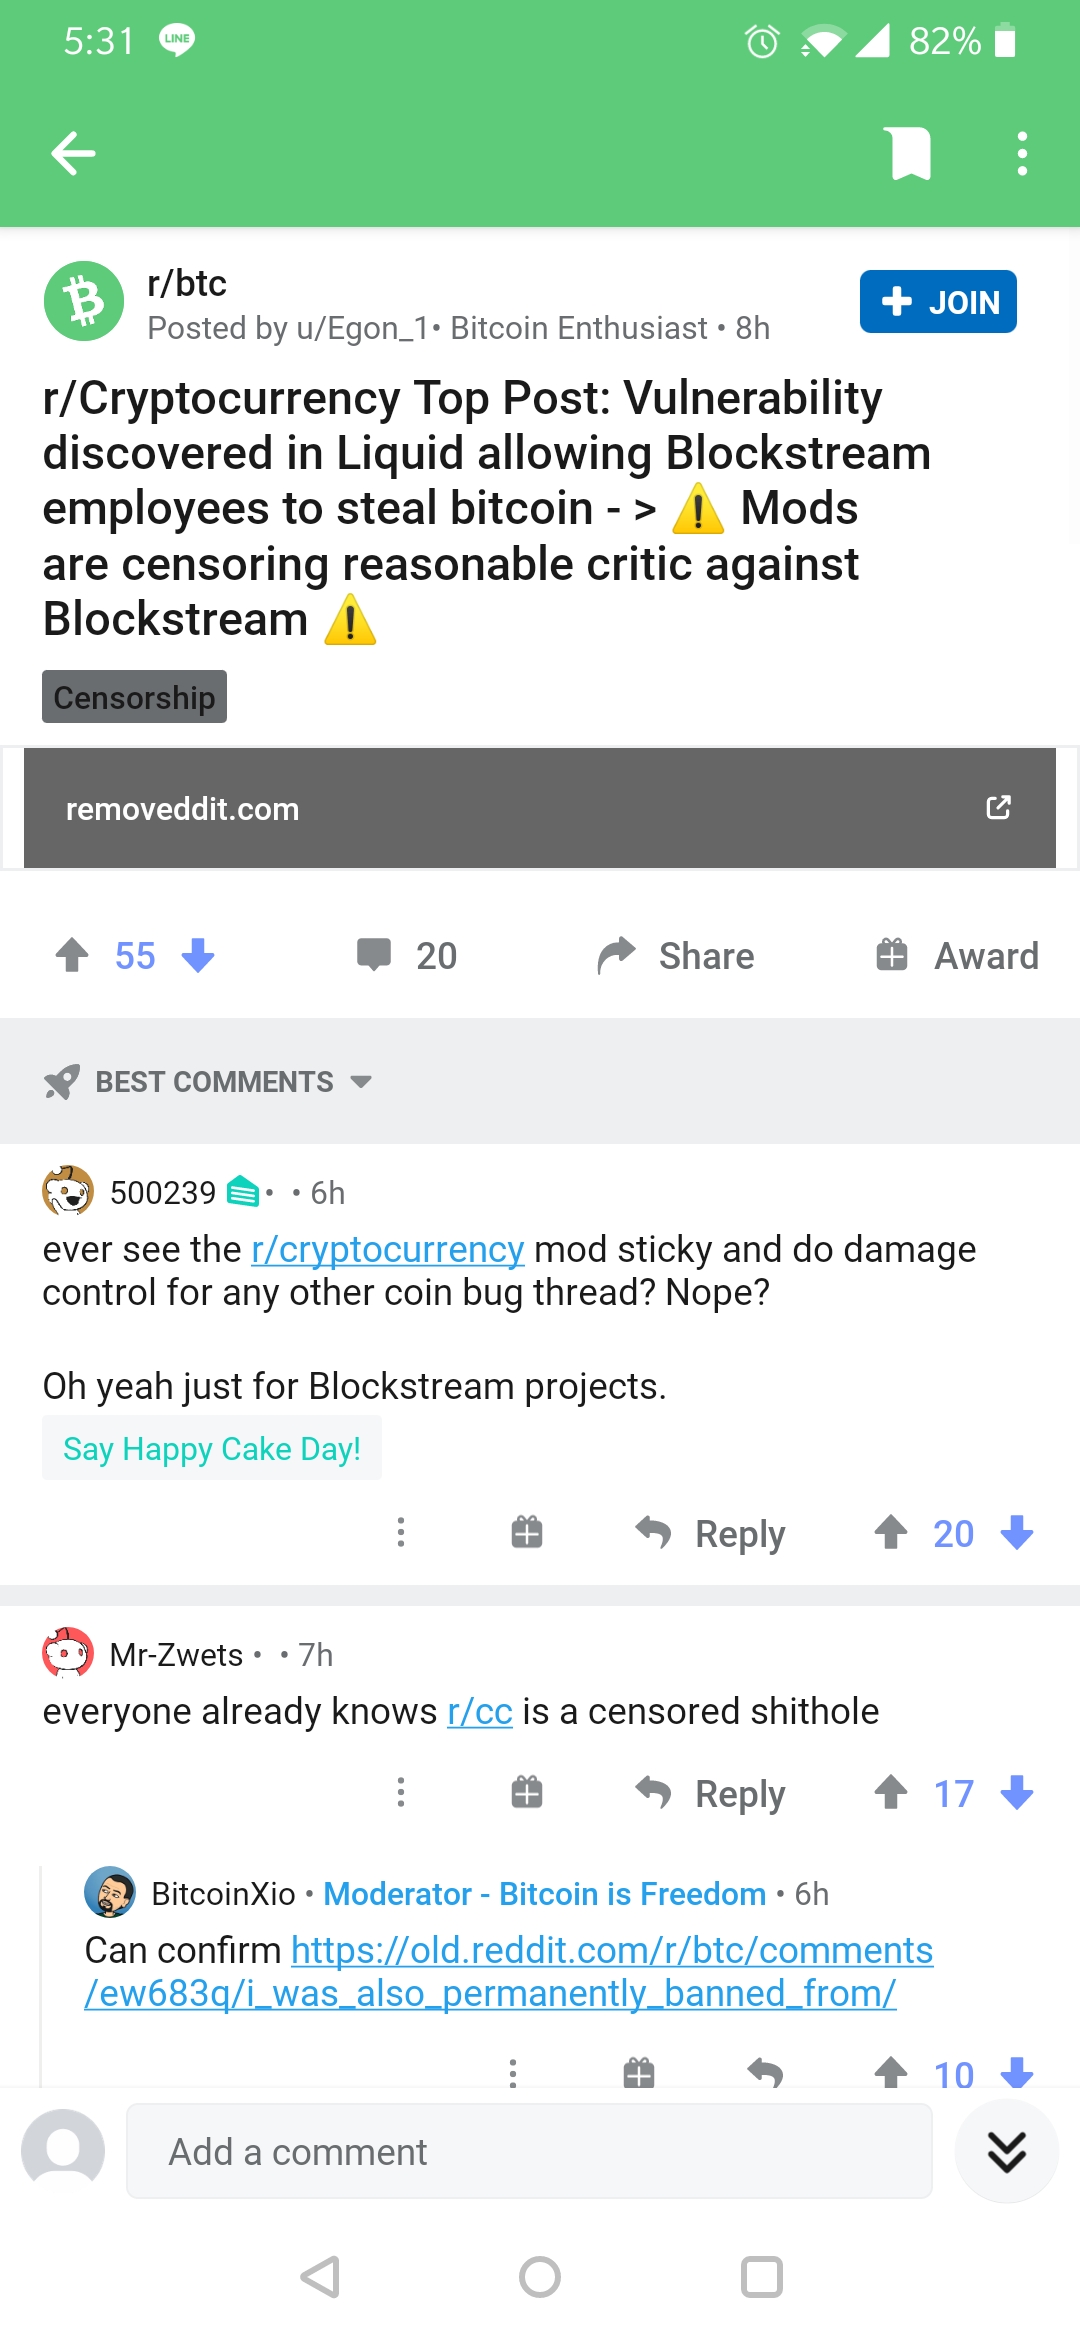 5:31 LINE 82%
r/btc
Posted by u/Egon_1• Bitcoin Enthusiast • 8h
+ JOIN
r/Cryptocurrency Top Post: Vulnerability
discovered in Liquid allowing Blockstream
employees to steal bitcoin - > ⚠️ Mods
are censoring reasonable critic against
Blockstream ⚠️
Censorship
removeddit.com
55 20 Share Award
BEST COMMENTS
500239 • • 6h
ever see the r/cryptocurrency mod sticky and do damage
control for any other coin bug thread? Nope?
Oh yeah just for Blockstream projects.
Say Happy Cake Day!
Reply 20
Mr-Zwets • • 7h
everyone already knows r/cc is a censored shithole
Reply 17
BitcoinXio • Moderator - Bitcoin is Freedom • 6h
Can confirm https://old.reddit.com/r/btc/comments
/ew683q/i_was_also_permanently_banned_from/
10
Add a comment